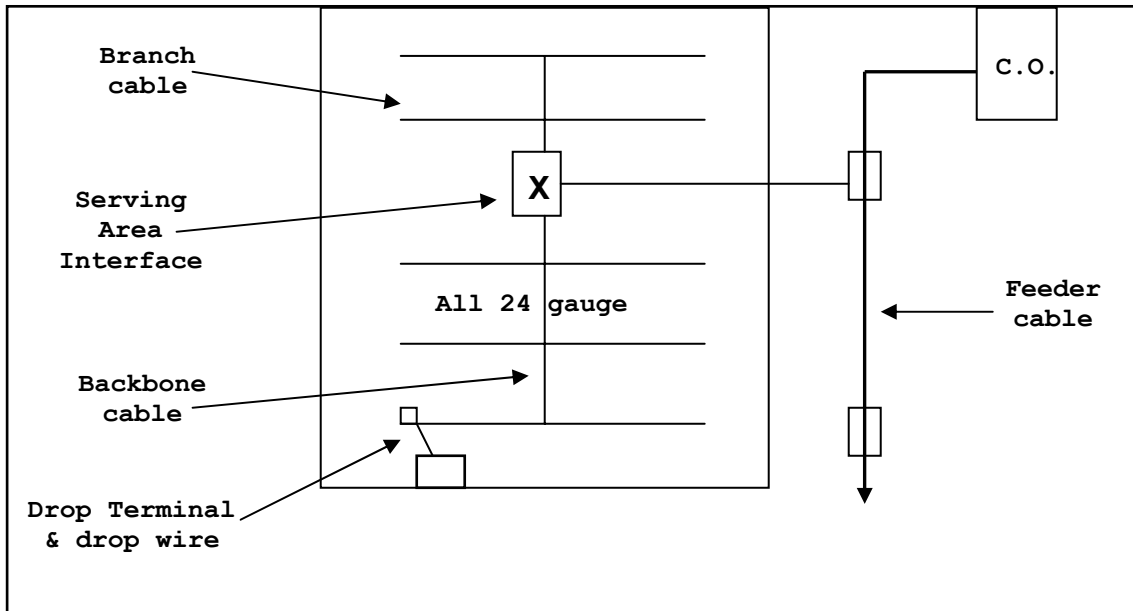 Branch
cable
C.O.
X
Serving
Area
Interface
All 24 gauge
Feeder
cable
Backbone
cable
Drop Terminal
& drop wire